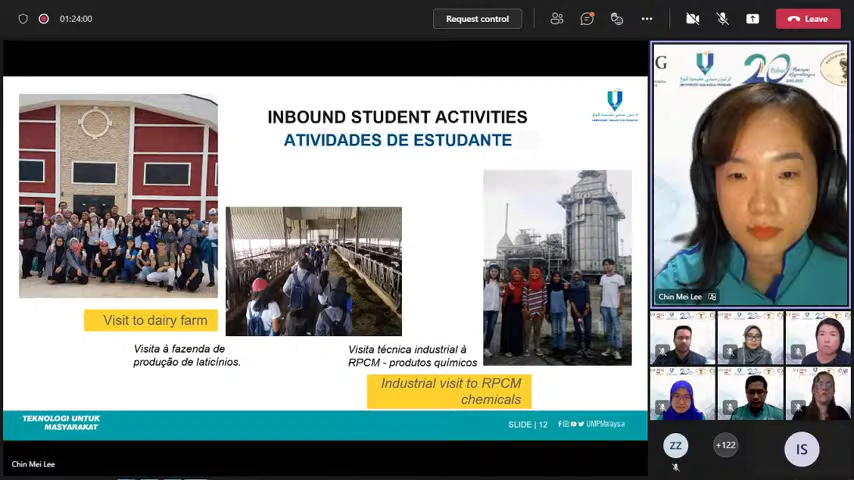 01:24:00
Request control
Leave
INBOUND STUDENT ACTIVITIES
ATIVIDADES DE ESTUDANTE
Visit to dairy farm
Visita à fazenda de
produção de laticínios.
Visita técnica industrial à
RPCM - produtos químicos
Industrial visit to RPCM
chemicals
TEKNOLOGI UNTUK
MASYARAKAT
SLIDE | 12
UMPMalaysia
Chin Mei Lee
G
20
Chin Mei Lee
ZZ
+122
IS